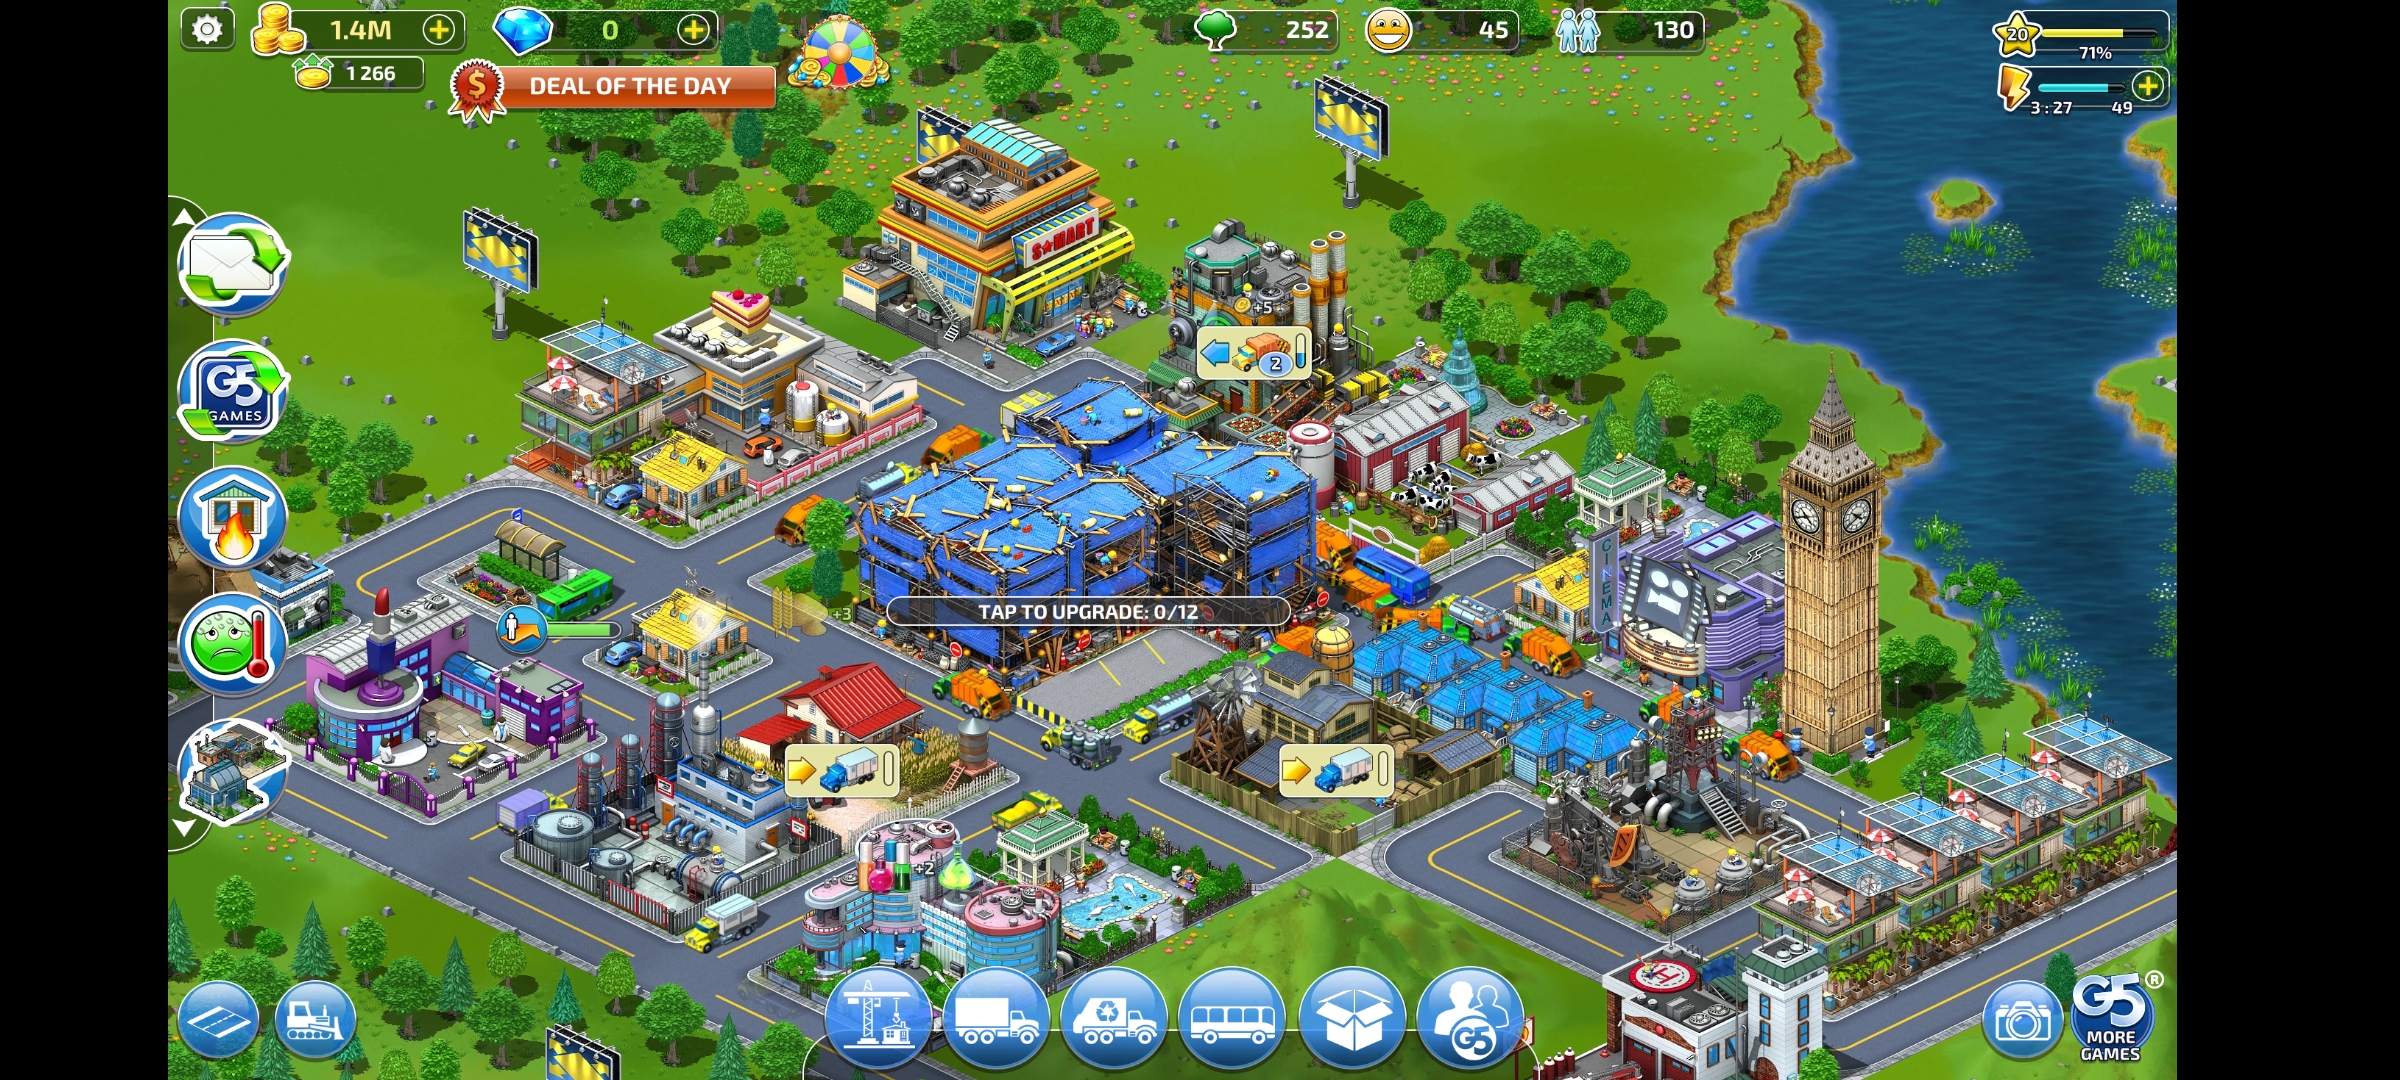 1.4M
0
252
45
130
20
71%
1 266
DEAL OF THE DAY
3:27
49
S★MART
+5
2
G5
GAMES
CINEMA
+3
TAP TO UPGRADE: 0/12
+2
H
G5
G5
®
MORE
GAMES